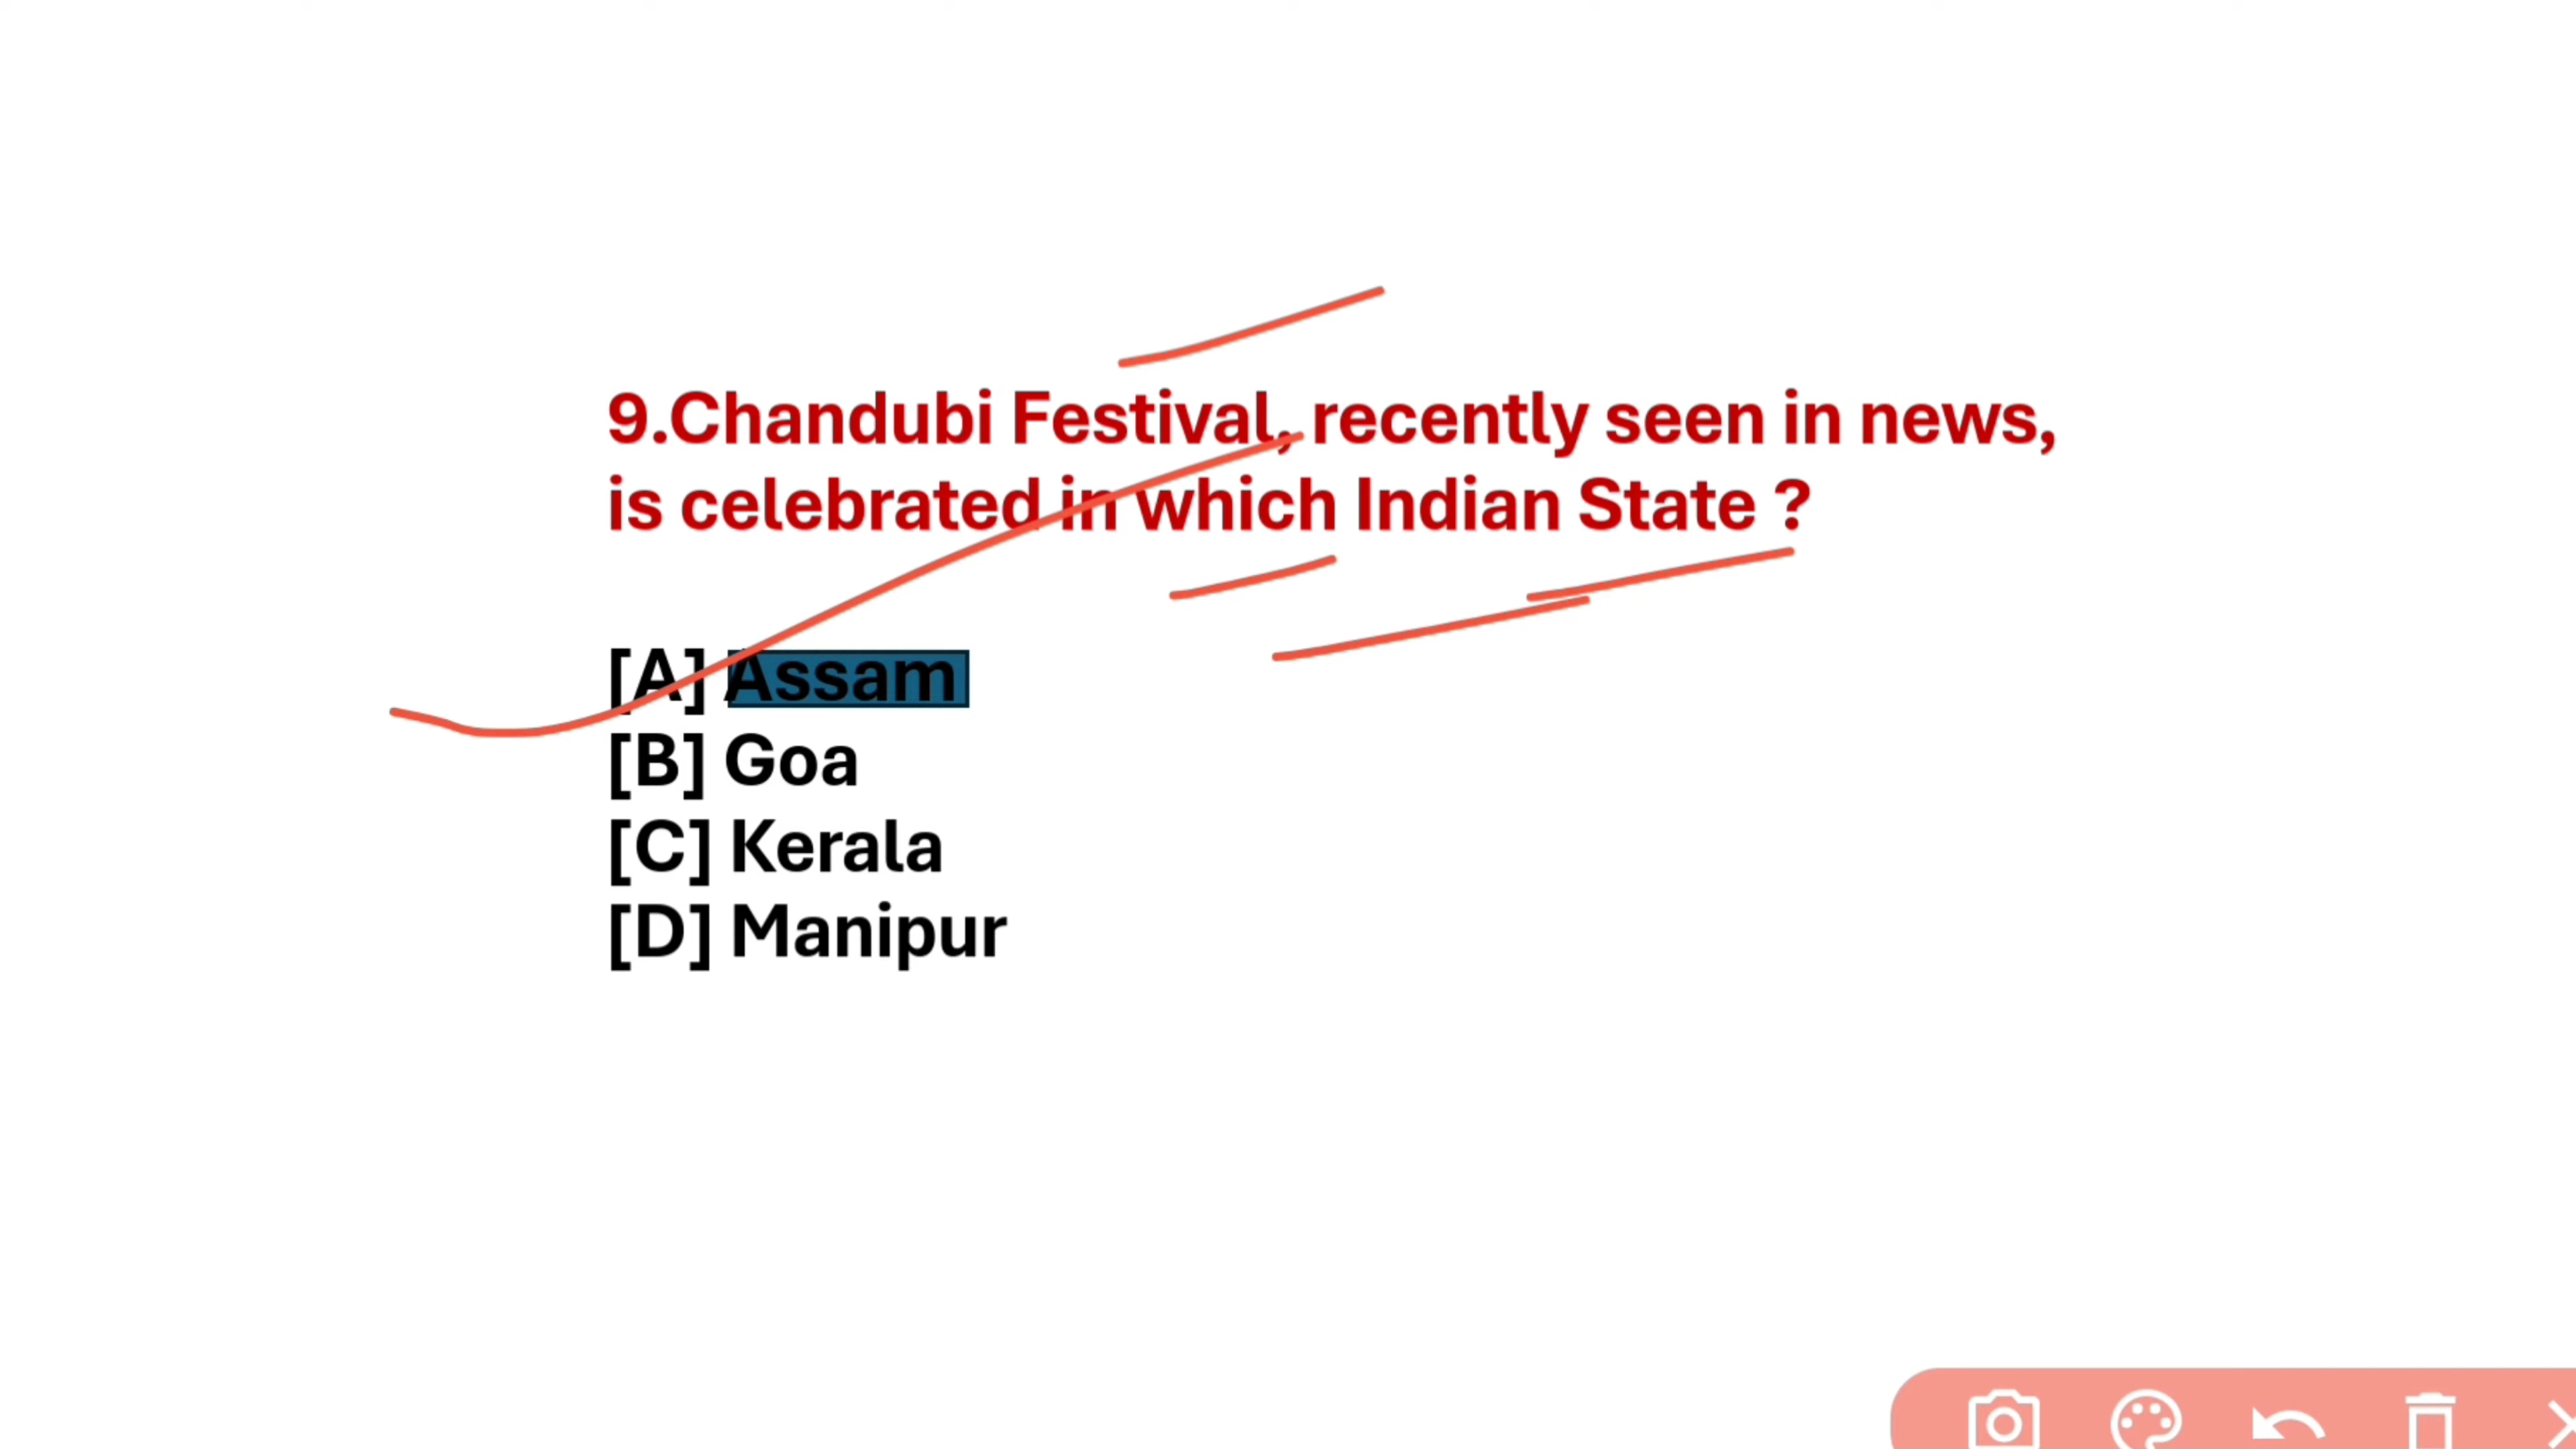 9.Chandubi Festival, recently seen in news,
is celebrated in which Indian State ?
[A] Assam
[B] Goa
[C] Kerala
[D] Manipur